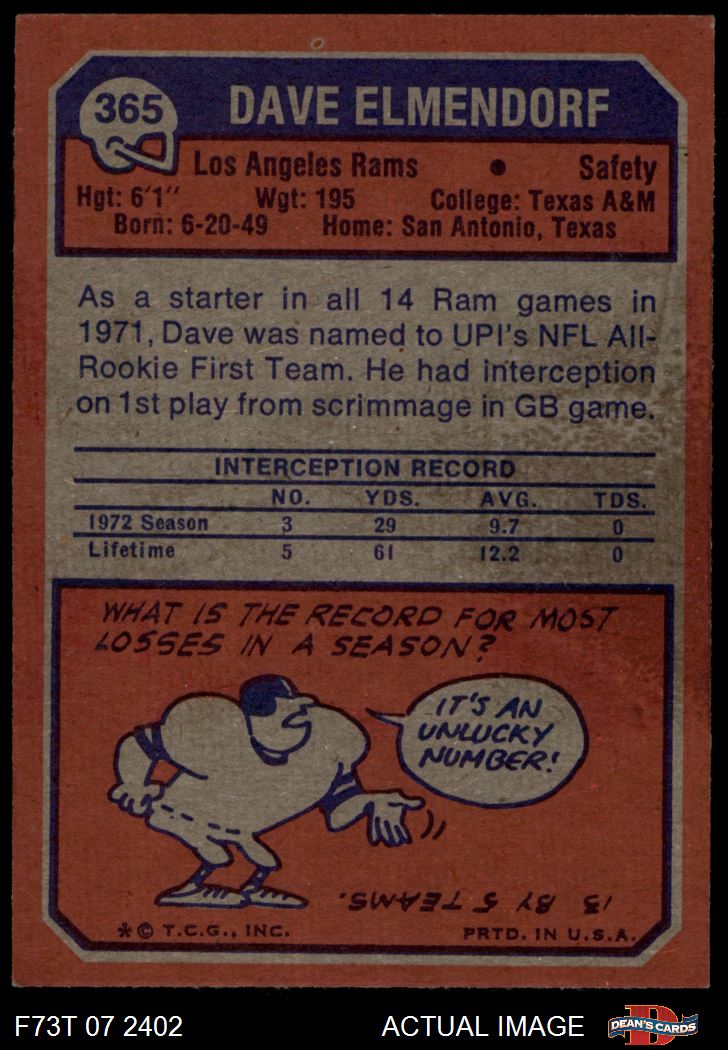 365
DAVE ELMENDORF
Los Angeles Rams • Safety
Hgt: 6'1" Wgt: 195 College: Texas A&M
Born: 6-20-49 Home: San Antonio, Texas
As a starter in all 14 Ram games in
1971, Dave was named to UPI's NFL All-
Rookie First Team. He had interception
on 1st play from scrimmage in GB game.
INTERCEPTION RECORD
NO. YDS. AVG. TDS.
1972 Season 3 29 9.7 0
Lifetime 5 61 12.2 0
WHAT IS THE RECORD FOR MOST
LOSSES IN A SEASON?
IT'S AN
UNLUCKY
NUMBER!
13 BY 5 TEAMS.
*© T.C.G., INC. PRTD. IN U.S.A.
F73T 07 2402 ACTUAL IMAGE
D
DEAN'S CARDS